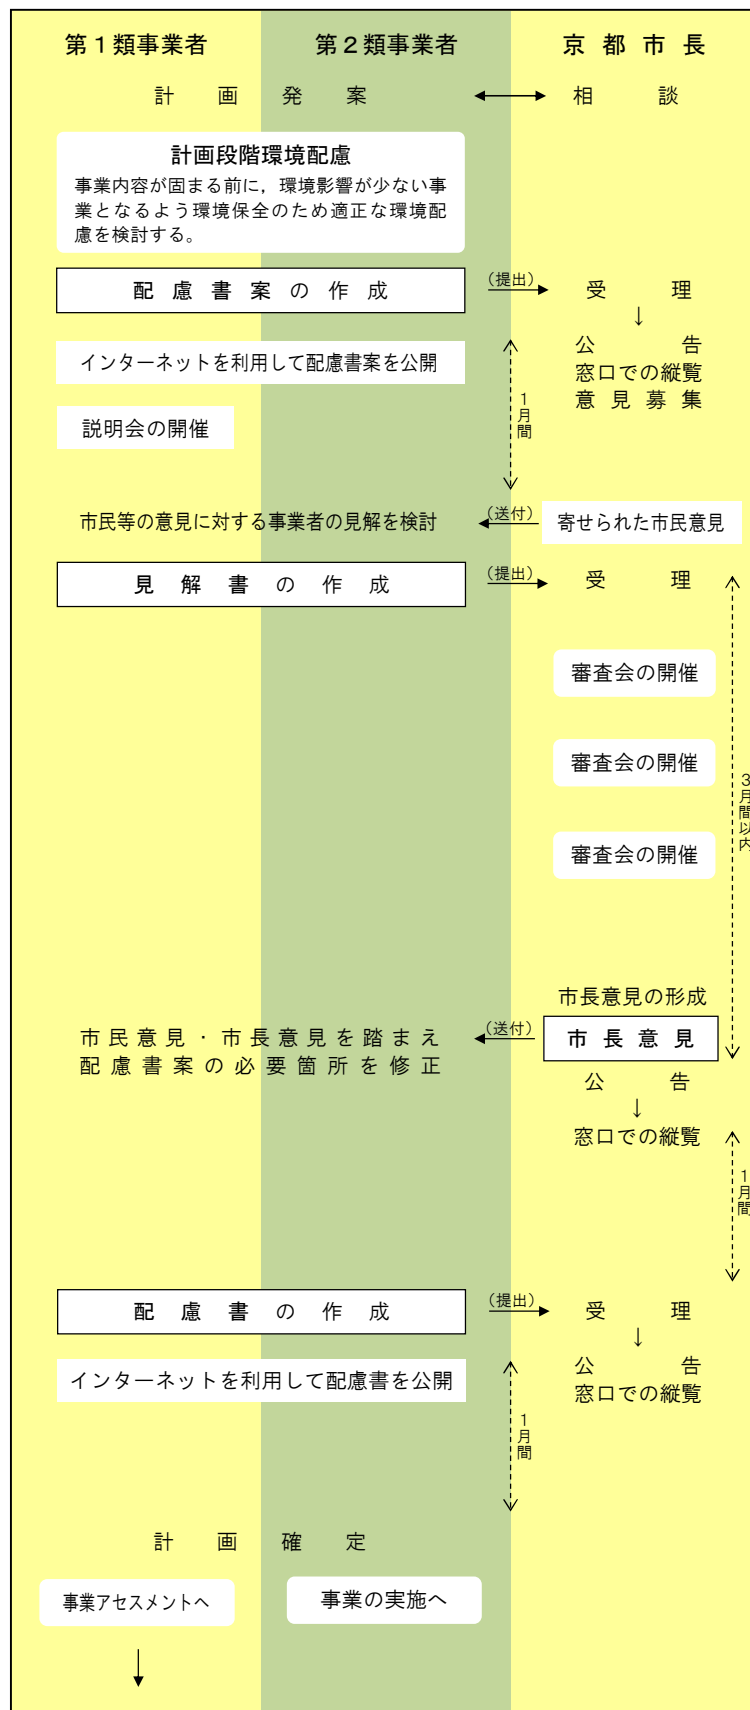 第１類事業者
第２類事業者
京都市長
計画発案
相談
計画段階環境配慮
事業内容が固まる前に，環境影響が少ない事
業となるよう環境保全のため適正な環境配
慮を検討する。
配慮書案の作成
（提出）
受理
↓
公告
インターネットを利用して配慮書案を公開
窓口での縦覧
意見募集
１月間
説明会の開催
市民等の意見に対する事業者の見解を検討
（送付）
寄せられた市民意見
見解書の作成
（提出）
受理
審査会の開催
審査会の開催
３月間以内
審査会の開催
市長意見の形成
市民意見・市長意見を踏まえ
配慮書案の必要箇所を修正
（送付）
市長意見
公告
↓
窓口での縦覧
１月間
配慮書の作成
（提出）
受理
↓
公告
インターネットを利用して配慮書を公開
窓口での縦覧
１月間
計画確定
事業アセスメントへ
事業の実施へ